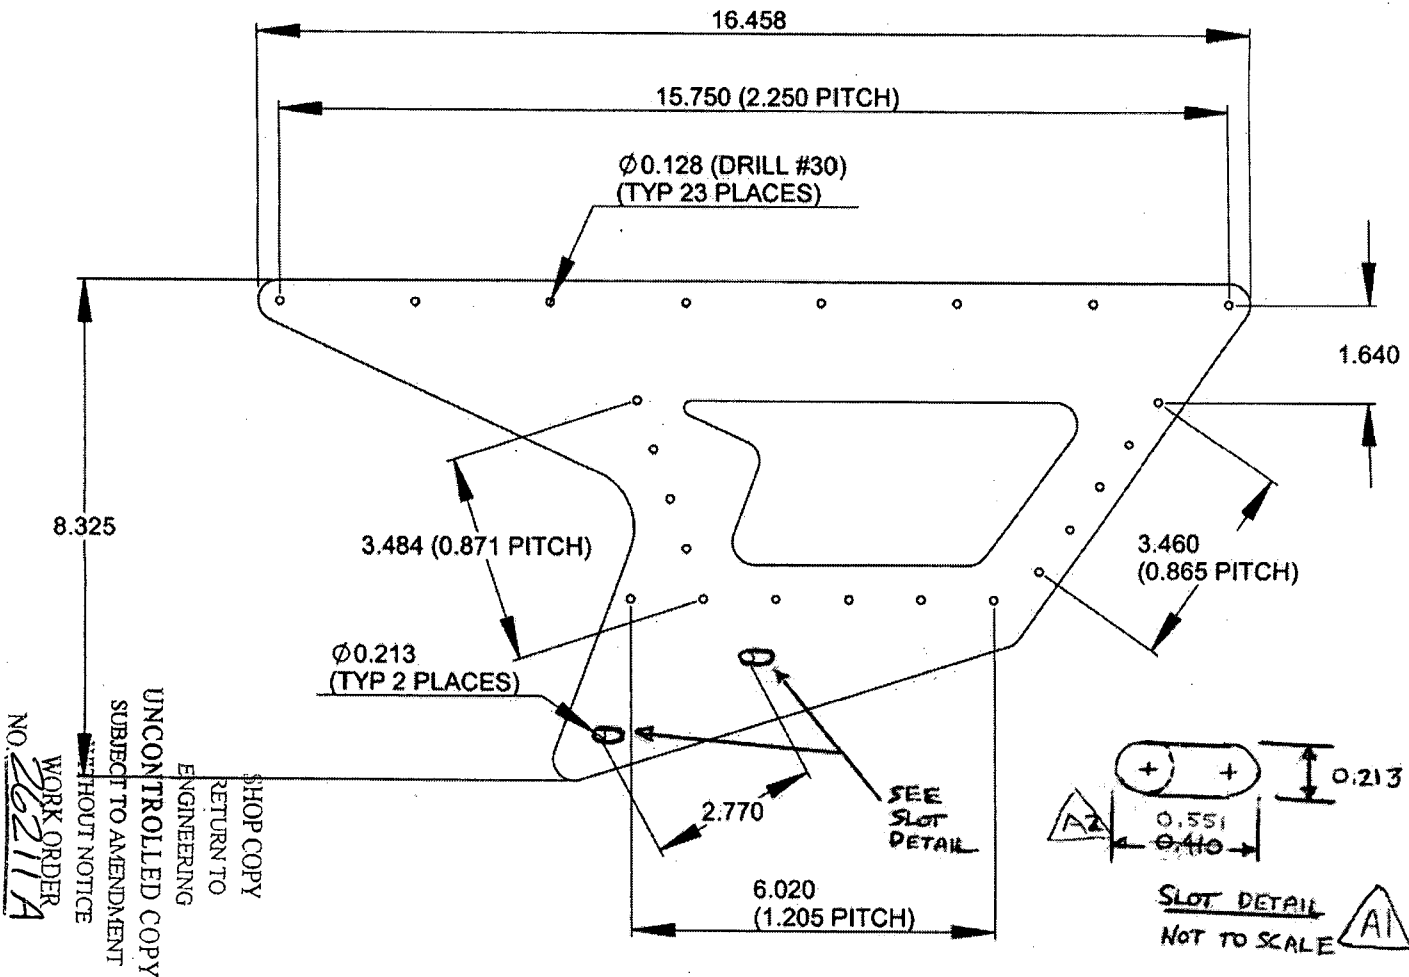 16.458
15.750 (2.250 PITCH)
Ø0.128 (DRILL #30)
(TYP 23 PLACES)
1.640
8.325
3.484 (0.871 PITCH)
3.460
(0.865 PITCH)
Ø0.213
(TYP 2 PLACES)
2.770
SEE
SLOT
DETAIL
6.020
(1.205 PITCH)
0.213
A2
0.551
0.410
SLOT DETAIL
NOT TO SCALE
A1
SHOP COPY
RETURN TO
ENGINEERING
UNCONTROLLED COPY
SUBJECT TO AMENDMENT
WITHOUT NOTICE
WORK ORDER
NO. 26211A